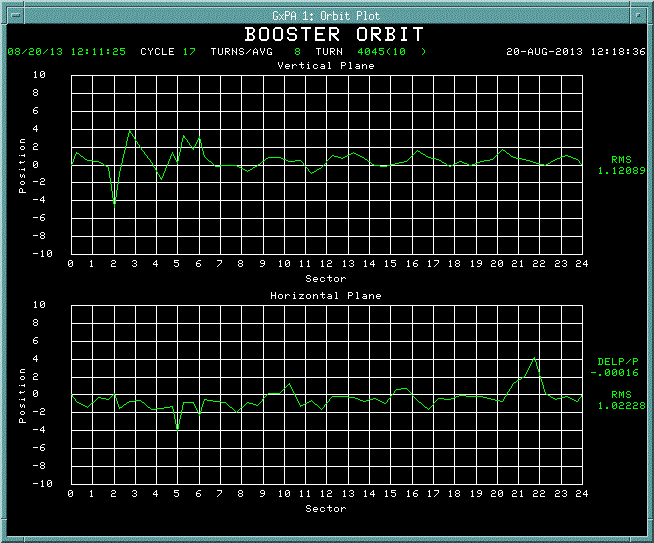 GxPA 1: Orbit Plot
BOOSTER ORBIT
08/20/13 12:11:25 CYCLE 17 TURNS/AVG 8 TURN 4045(10 ) 20-AUG-2013 12:18:36
Vertical Plane
10
8
6
4
2
0
-2
-4
-6
-8
-10
Position
0 1 2 3 4 5 6 7 8 9 10 11 12 13 14 15 16 17 18 19 20 21 22 23 24
Sector
RMS
1.12089
Horizontal Plane
10
8
6
4
2
0
-2
-4
-6
-8
-10
Position
0 1 2 3 4 5 6 7 8 9 10 11 12 13 14 15 16 17 18 19 20 21 22 23 24
Sector
DELP/P
-.00016
RMS
1.02228